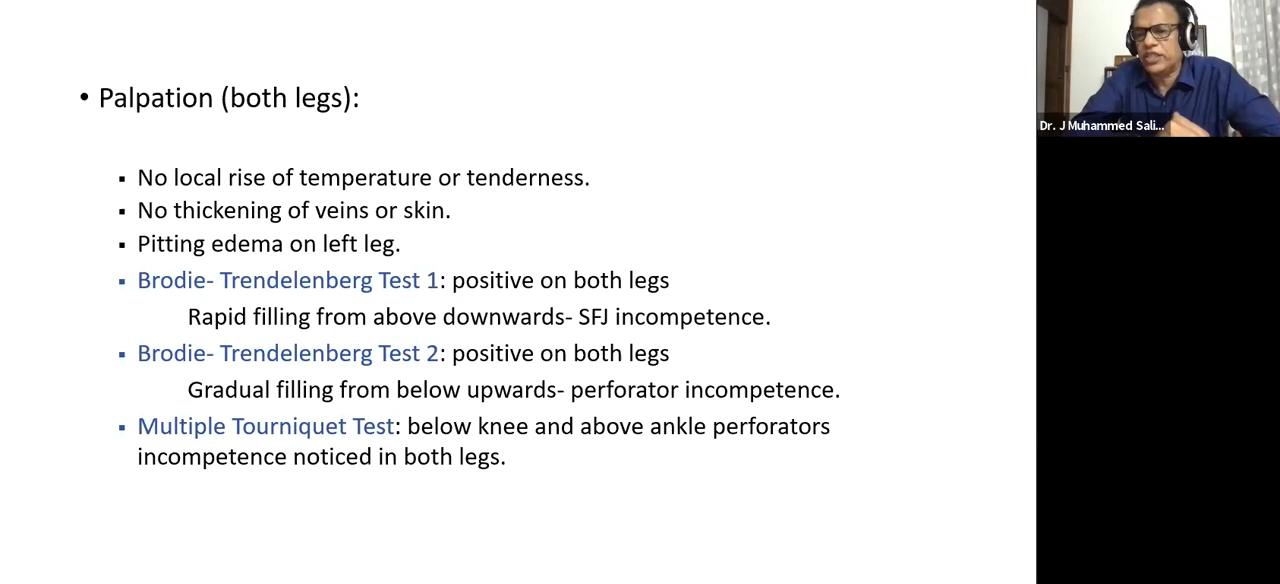 • Palpation (both legs):
▪ No local rise of temperature or tenderness.
▪ No thickening of veins or skin.
▪ Pitting edema on left leg.
▪ Brodie- Trendelenberg Test 1: positive on both legs
Rapid filling from above downwards- SFJ incompetence.
▪ Brodie- Trendelenberg Test 2: positive on both legs
Gradual filling from below upwards- perforator incompetence.
▪ Multiple Tourniquet Test: below knee and above ankle perforators
incompetence noticed in both legs.
Dr. J Muhammed Sali...